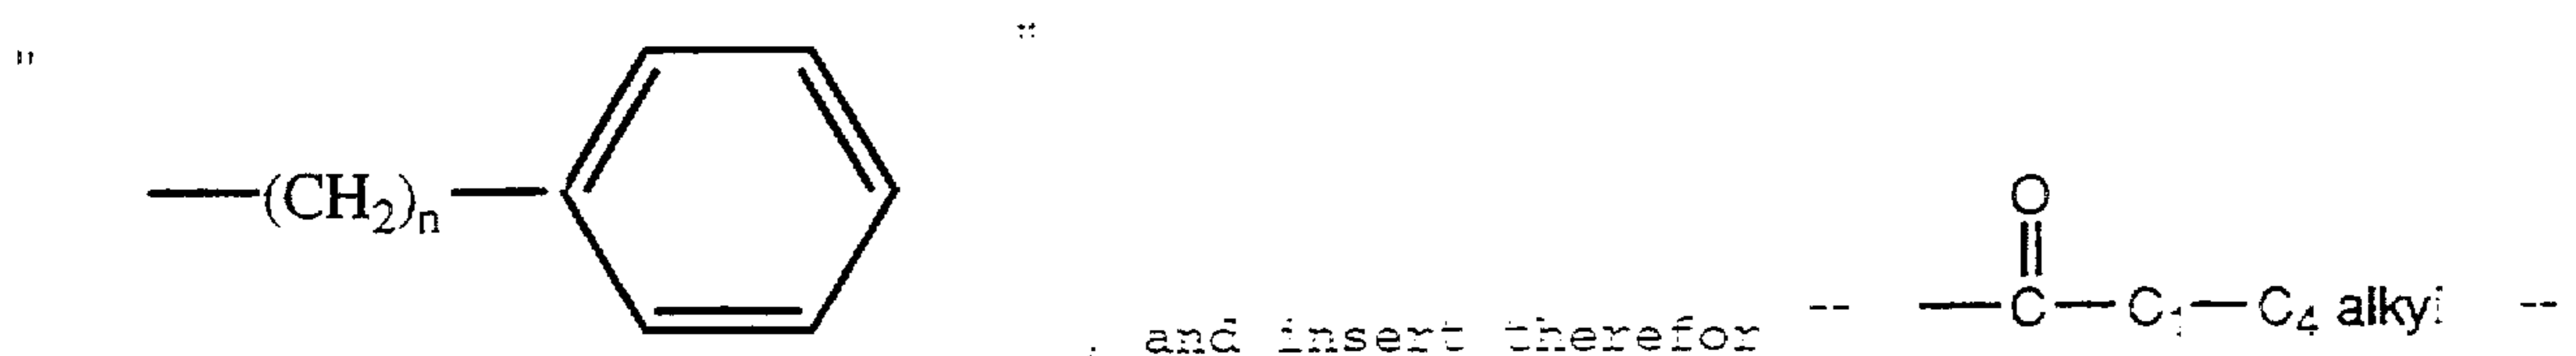 " —(CH₂)ₙ— "
, and insert therefor -- —C(=O)—C₁—C₄ alkyl --